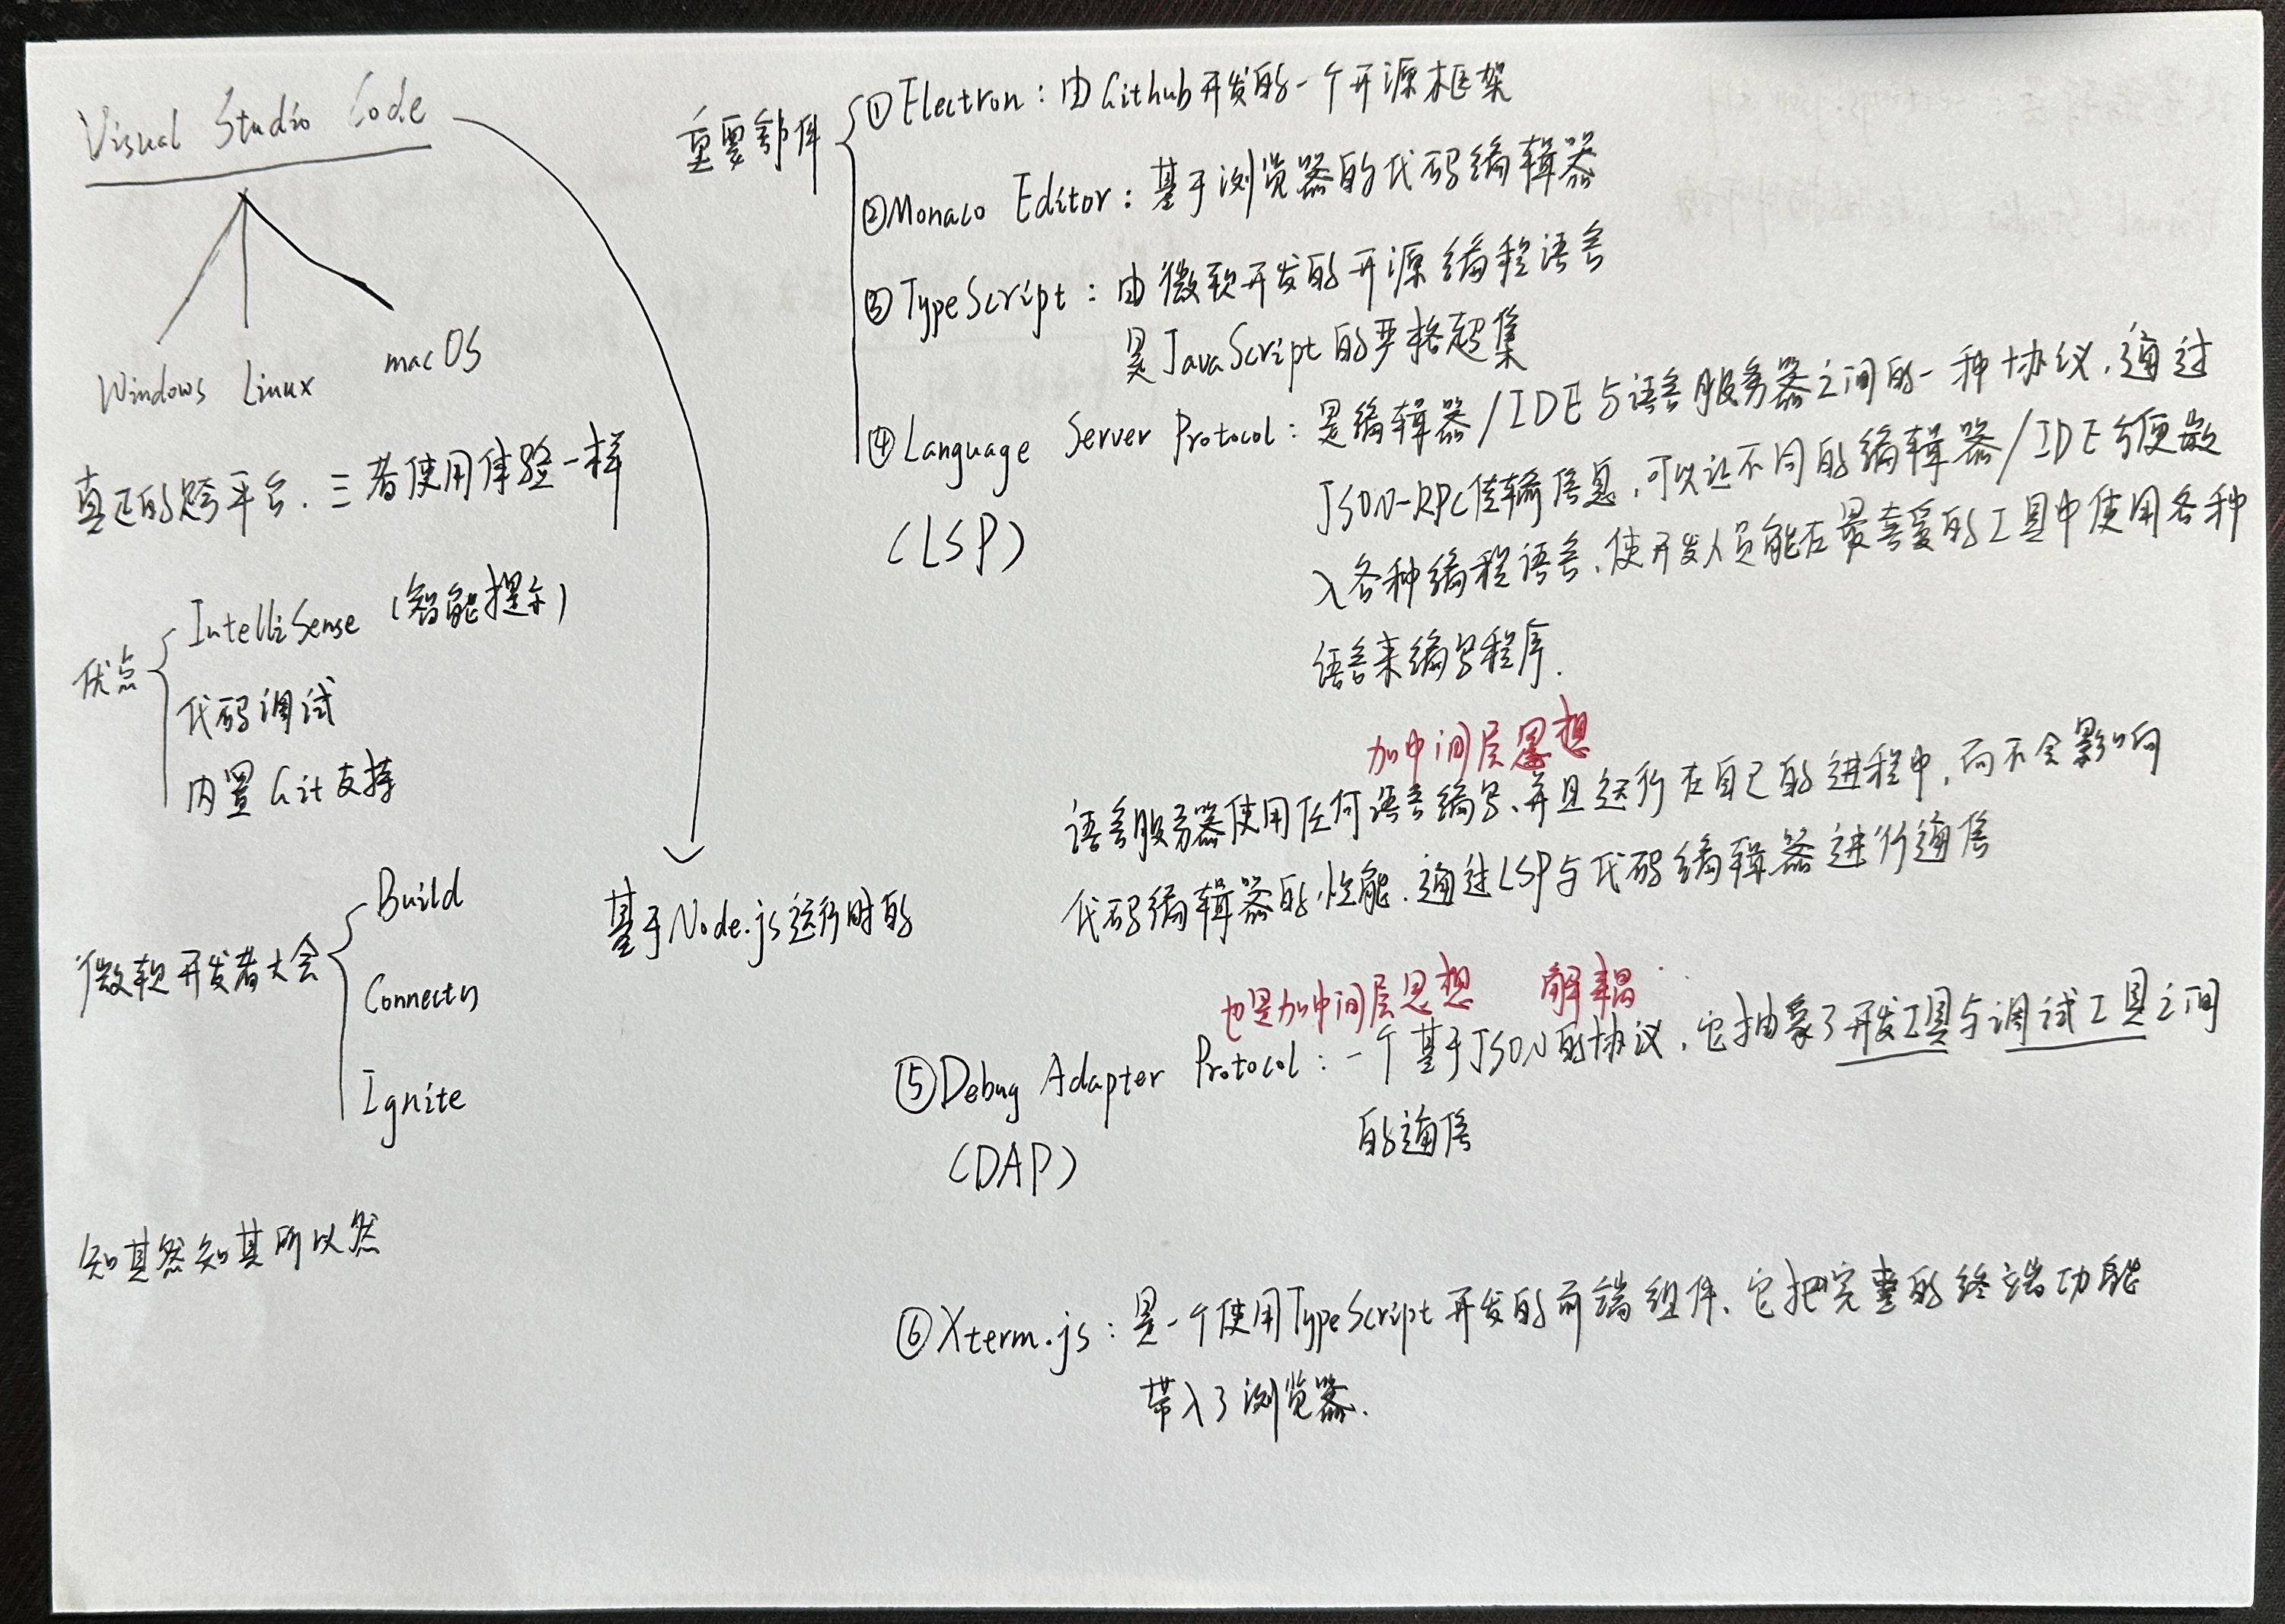 Visual Studio Code
Windows Linux macOS
真正的跨平台，三者使用体验一样
优点
IntelliSense（智能提示）
代码调试
内置Git支持
微软开发者大会
Build
Connect();
Ignite
知其然知其所以然
基于Node.js运行时的
重要部件
①Electron：由Github开发的一个开源框架
②Monaco Editor：基于浏览器的代码编辑器
③TypeScript：由微软开发的开源编程语言
是JavaScript的严格超集
④Language Server Protocol：是编辑器/IDE与语言服务器之间的一种协议，通过
（LSP）
JSON-RPC传输信息，可以让不同的编辑器/IDE方便嵌
入各种编程语言，使开发人员能在最喜爱的工具中使用各种
语言来编写程序.
加中间层思想
语言服务器使用任何语言编写，并且运行在自己的进程中，而不会影响
代码编辑器的性能.通过LSP与代码编辑器进行通信
也是加中间层思想 解耦
⑤Debug Adapter Protocol：一个基于JSON的协议，它抽象了开发工具与调试工具之间
（DAP）
的通信
⑥Xterm.js：是一个使用TypeScript开发的前端组件，它把完整的终端功能
带入了浏览器.